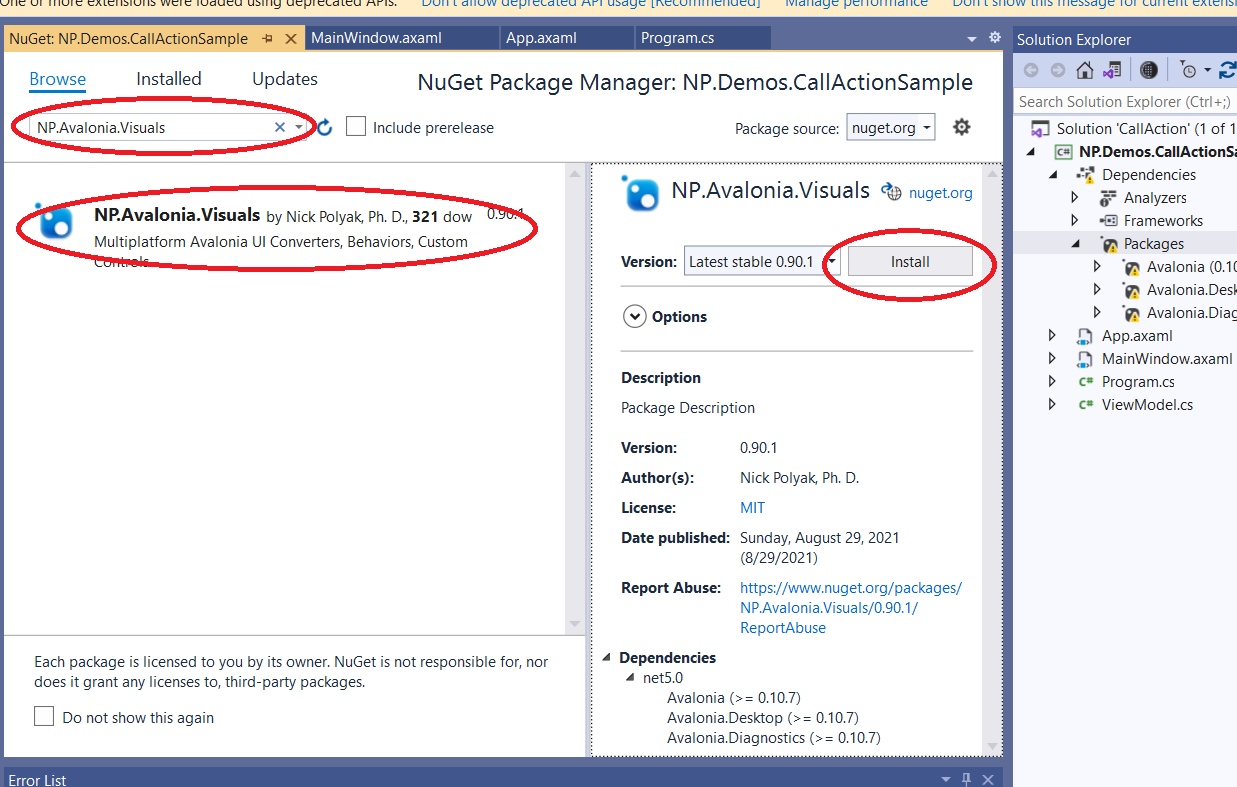 One of more extensions were loaded using deprecated APIs. Don't allow deprecated API usage [Recommended] Manage performance Don't show this message for current
NuGet: NP.Demos.CallActionSample MainWindow.axaml App.axaml Program.cs
Browse Installed Updates
NuGet Package Manager: NP.Demos.CallActionSample
NP.Avalonia.Visuals
Include prerelease
Package source: nuget.org
NP.Avalonia.Visuals by Nick Polyak, Ph. D., 321 dow 0.90.1
Multiplatform Avalonia UI Converters, Behaviors, Custom
Controls
Each package is licensed to you by its owner. NuGet is not responsible for, nor
does it grant any licenses to, third-party packages.
Do not show this again
NP.Avalonia.Visuals nuget.org
Version: Latest stable 0.90.1 Install
Options
Description
Package Description
Version: 0.90.1
Author(s): Nick Polyak, Ph. D.
License: MIT
Date published: Sunday, August 29, 2021
(8/29/2021)
Report Abuse: https://www.nuget.org/packages/
NP.Avalonia.Visuals/0.90.1/
ReportAbuse
Dependencies
net5.0
Avalonia (>= 0.10.7)
Avalonia.Desktop (>= 0.10.7)
Avalonia.Diagnostics (>= 0.10.7)
Error List
Solution Explorer
Search Solution Explorer (Ctrl+;)
Solution 'CallAction' (1 of 1
C# NP.Demos.CallActionSa
Dependencies
Analyzers
Frameworks
Packages
Avalonia (0.10
Avalonia.Desk
Avalonia.Diag
App.axaml
MainWindow.axaml
C# Program.cs
C# ViewModel.cs